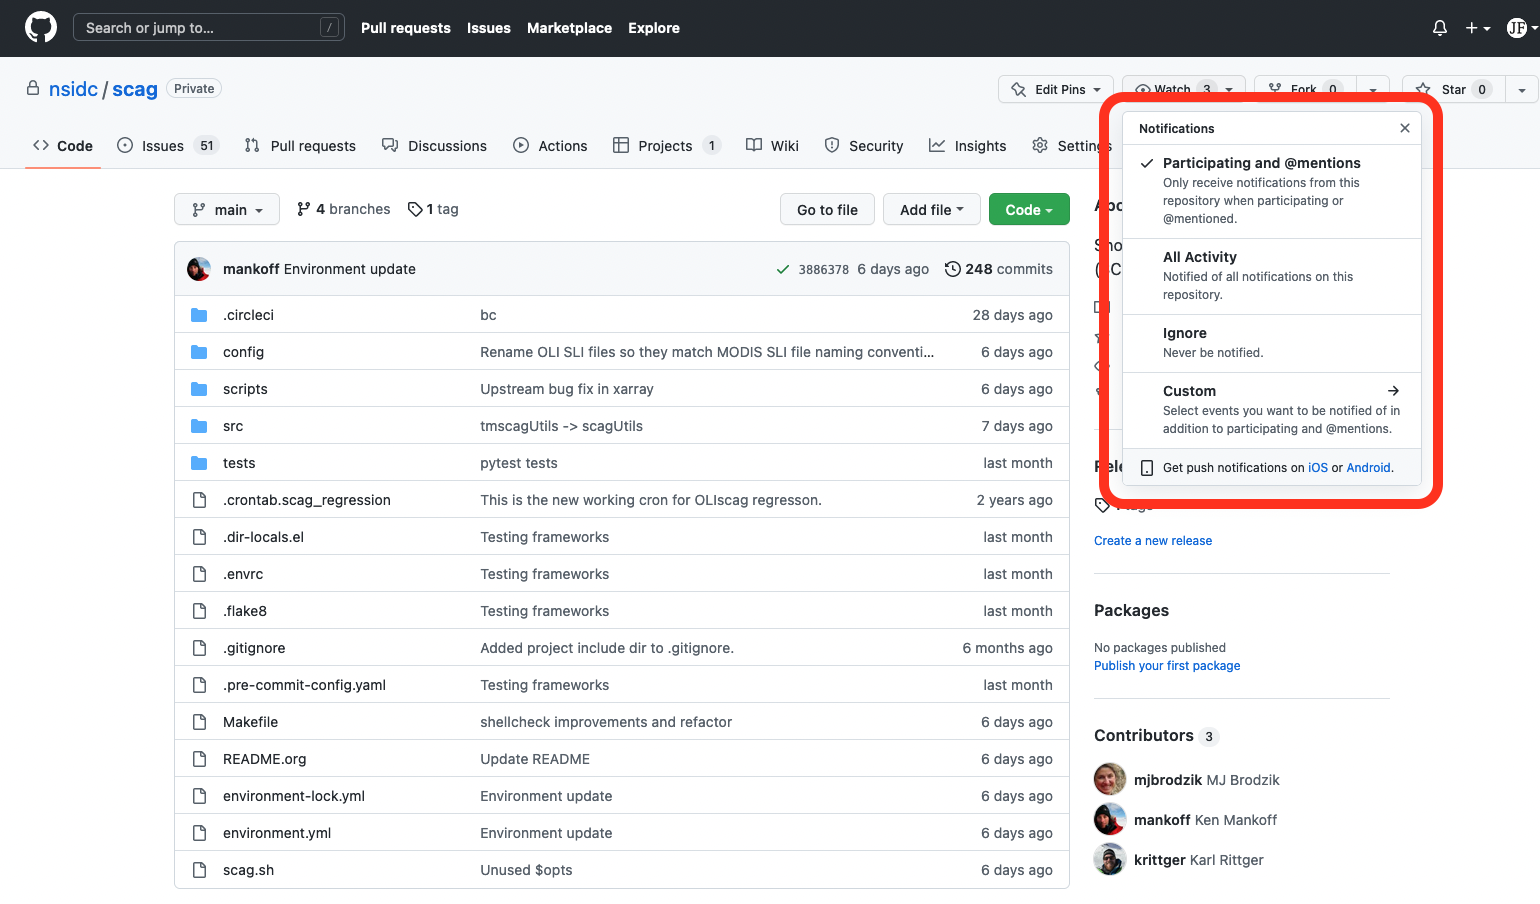 Search or jump to... /
Pull requests Issues Marketplace Explore
JF
nsidc / scag Private
Edit Pins Watch 3 Fork 0 Star 0
Code Issues 51 Pull requests Discussions Actions Projects 1 Wiki Security Insights Settings
Notifications
Participating and @mentions
Only receive notifications from this
repository when participating or
@mentioned.
All Activity
Notified of all notifications on this
repository.
Ignore
Never be notified.
Custom
Select events you want to be notified of in
addition to participating and @mentions.
Get push notifications on iOS or Android.
main 4 branches 1 tag Go to file Add file Code
mankoff Environment update 3886378 6 days ago 248 commits
.circleci bc 28 days ago
config Rename OLI SLI files so they match MODIS SLI file naming conventi... 6 days ago
scripts Upstream bug fix in xarray 6 days ago
src tmscagUtils -> scagUtils 7 days ago
tests pytest tests last month
.crontab.scag_regression This is the new working cron for OLIscag regresson. 2 years ago
.dir-locals.el Testing frameworks last month
.envrc Testing frameworks last month
.flake8 Testing frameworks last month
.gitignore Added project include dir to .gitignore. 6 months ago
.pre-commit-config.yaml Testing frameworks last month
Makefile shellcheck improvements and refactor 6 days ago
README.org Update README 6 days ago
environment-lock.yml Environment update 6 days ago
environment.yml Environment update 6 days ago
scag.sh Unused $opts 6 days ago
Create a new release
Packages
No packages published
Publish your first package
Contributors 3
mjbrodzik MJ Brodzik
mankoff Ken Mankoff
krittger Karl Rittger